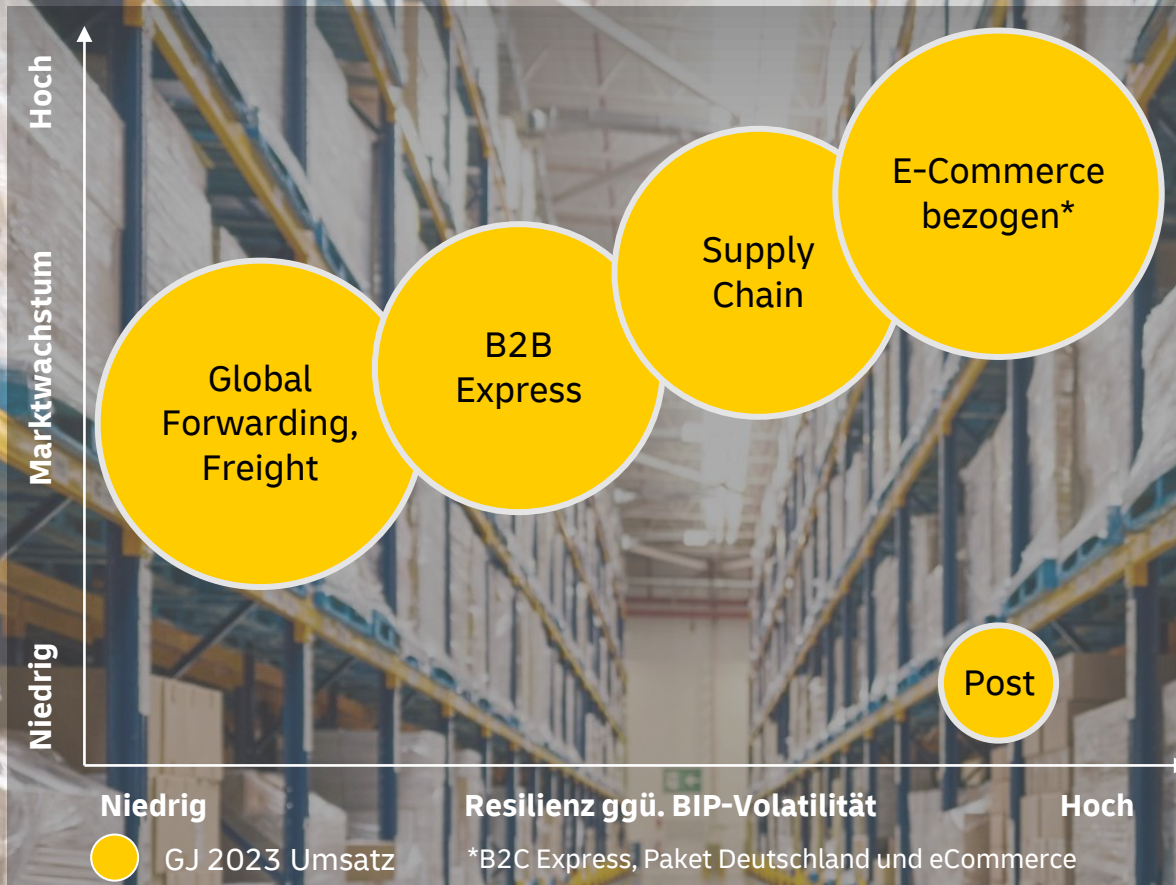 Hoch
Marktwachstum
Niedrig
E-Commerce
bezogen*
Supply
Chain
B2B
Express
Global
Forwarding,
Freight
Post
Niedrig
Resilienz ggü. BIP-Volatilität
Hoch
GJ 2023 Umsatz
*B2C Express, Paket Deutschland und eCommerce